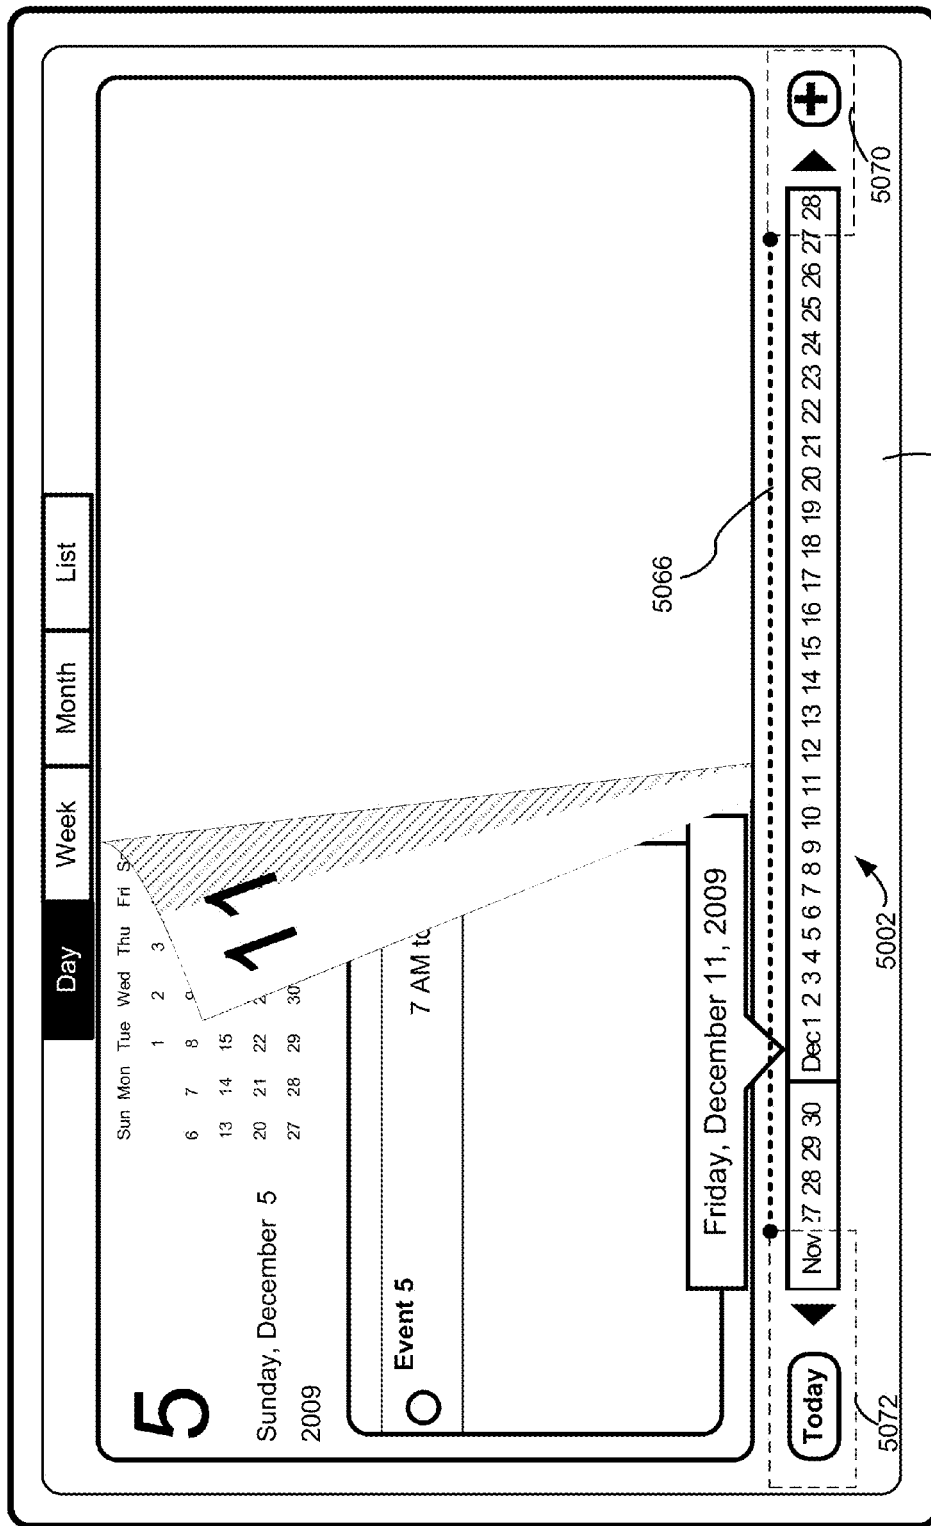 Day Week Month List
5
Sunday, December 5
2009
Sun Mon Tue Wed Thu Fri
1 2 3
6 7 8
13 14 15
20 21 22
27 28 29 30
11
Event 5
7 AM to
5066
Friday, December 11, 2009
Today
Nov 27 28 29 30 Dec 1 2 3 4 5 6 7 8 9 10 11 12 13 14 15 16 17 18 19 20 21 22 23 24 25 26 27 28
+
5072
5002
5070